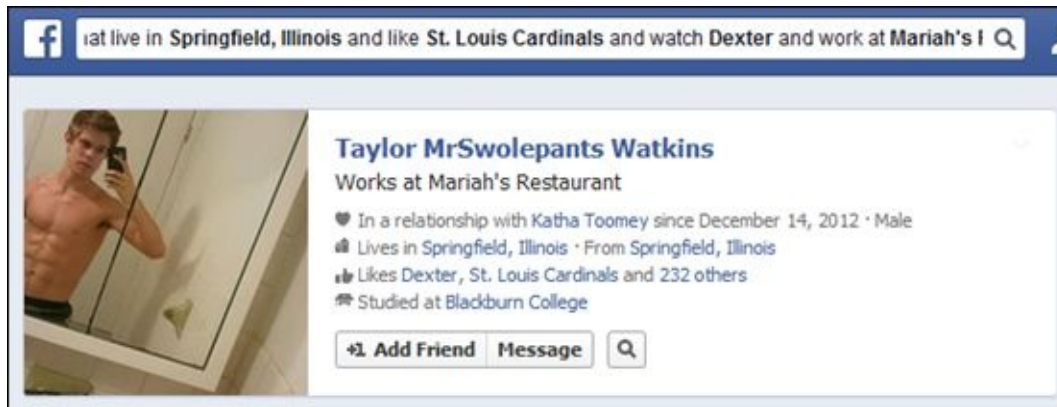 f
live in Springfield, Illinois and like St. Louis Cardinals and watch Dexter and work at Mariah's
Taylor MrSwolepants Watkins
Works at Mariah's Restaurant
In a relationship with Katha Toomey since December 14, 2012 · Male
Lives in Springfield, Illinois · From Springfield, Illinois
Likes Dexter, St. Louis Cardinals and 232 others
Studied at Blackburn College
+1 Add Friend Message